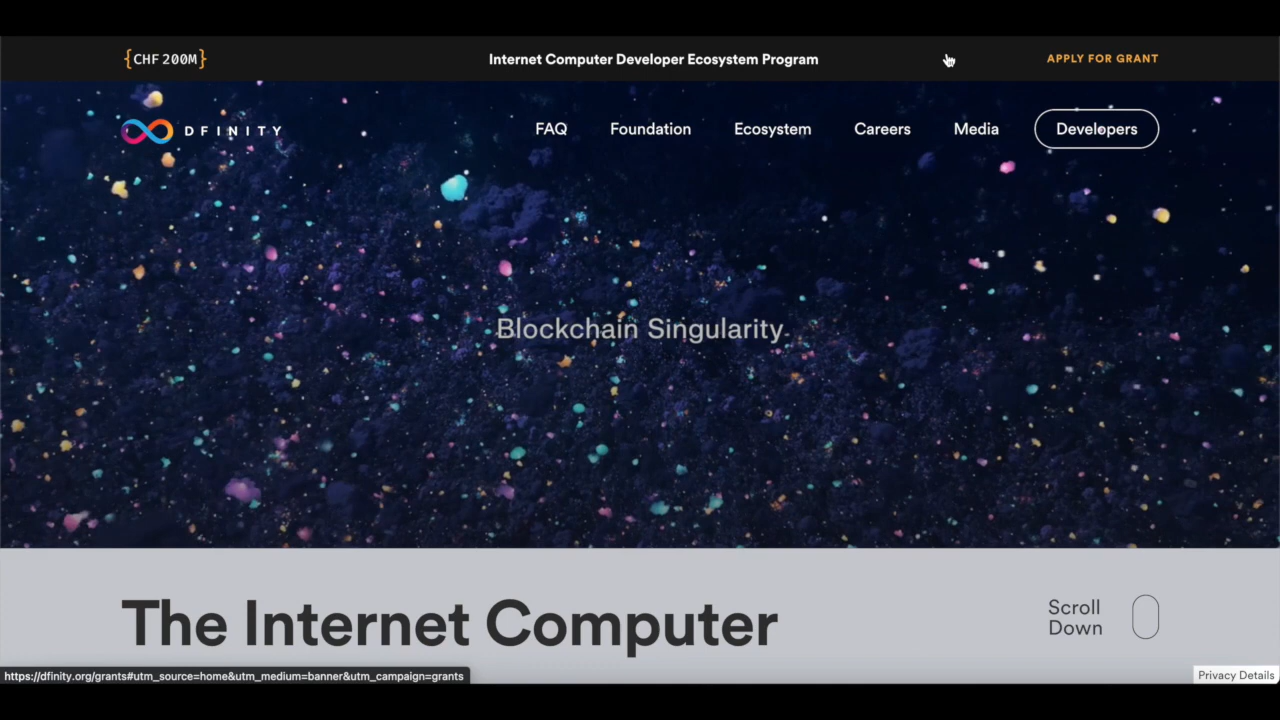 {CHF 200M}
Internet Computer Developer Ecosystem Program
APPLY FOR GRANT
DFINITY
FAQ
Foundation
Ecosystem
Careers
Media
Developers
Blockchain Singularity
The Internet Computer
Scroll
Down
https://dfinity.org/grants#utm_source=home&utm_medium=banner&utm_campaign=grants
Privacy Details